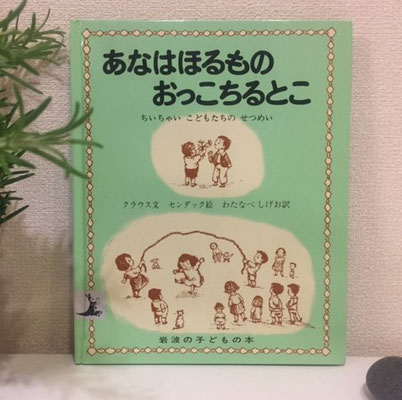 あなはほるもの
おっこちるとこ
ちいちゃい こどもたちの せつめい
クラウス文 センダック絵 わたなべ しげお訳
岩波の子どもの本